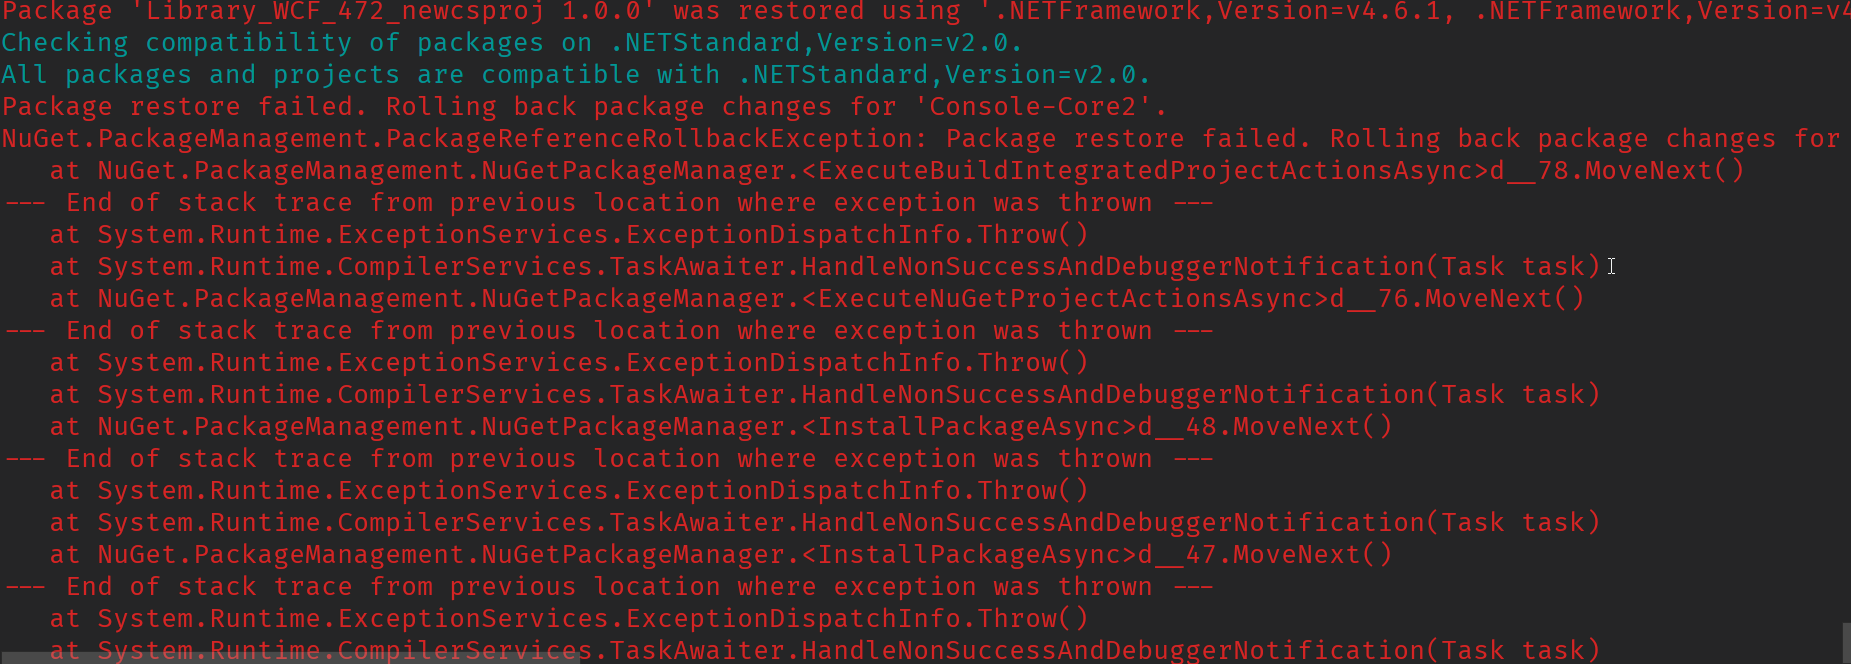 Package 'Library_WCF_472_newcsproj 1.0.0' was restored using '.NETFramework,Version=v4.6.1, .NETFramework,Version=v4
Checking compatibility of packages on .NETStandard,Version=v2.0.
All packages and projects are compatible with .NETStandard,Version=v2.0.
Package restore failed. Rolling back package changes for 'Console-Core2'.
NuGet.PackageManagement.PackageReferenceRollbackException: Package restore failed. Rolling back package changes for
   at NuGet.PackageManagement.NuGetPackageManager.<ExecuteBuildIntegratedProjectActionsAsync>d__78.MoveNext()
--- End of stack trace from previous location where exception was thrown ---
   at System.Runtime.ExceptionServices.ExceptionDispatchInfo.Throw()
   at System.Runtime.CompilerServices.TaskAwaiter.HandleNonSuccessAndDebuggerNotification(Task task)
   at NuGet.PackageManagement.NuGetPackageManager.<ExecuteNuGetProjectActionsAsync>d__76.MoveNext()
--- End of stack trace from previous location where exception was thrown ---
   at System.Runtime.ExceptionServices.ExceptionDispatchInfo.Throw()
   at System.Runtime.CompilerServices.TaskAwaiter.HandleNonSuccessAndDebuggerNotification(Task task)
   at NuGet.PackageManagement.NuGetPackageManager.<InstallPackageAsync>d__48.MoveNext()
--- End of stack trace from previous location where exception was thrown ---
   at System.Runtime.ExceptionServices.ExceptionDispatchInfo.Throw()
   at System.Runtime.CompilerServices.TaskAwaiter.HandleNonSuccessAndDebuggerNotification(Task task)
   at NuGet.PackageManagement.NuGetPackageManager.<InstallPackageAsync>d__47.MoveNext()
--- End of stack trace from previous location where exception was thrown ---
   at System.Runtime.ExceptionServices.ExceptionDispatchInfo.Throw()
   at System.Runtime.CompilerServices.TaskAwaiter.HandleNonSuccessAndDebuggerNotification(Task task)